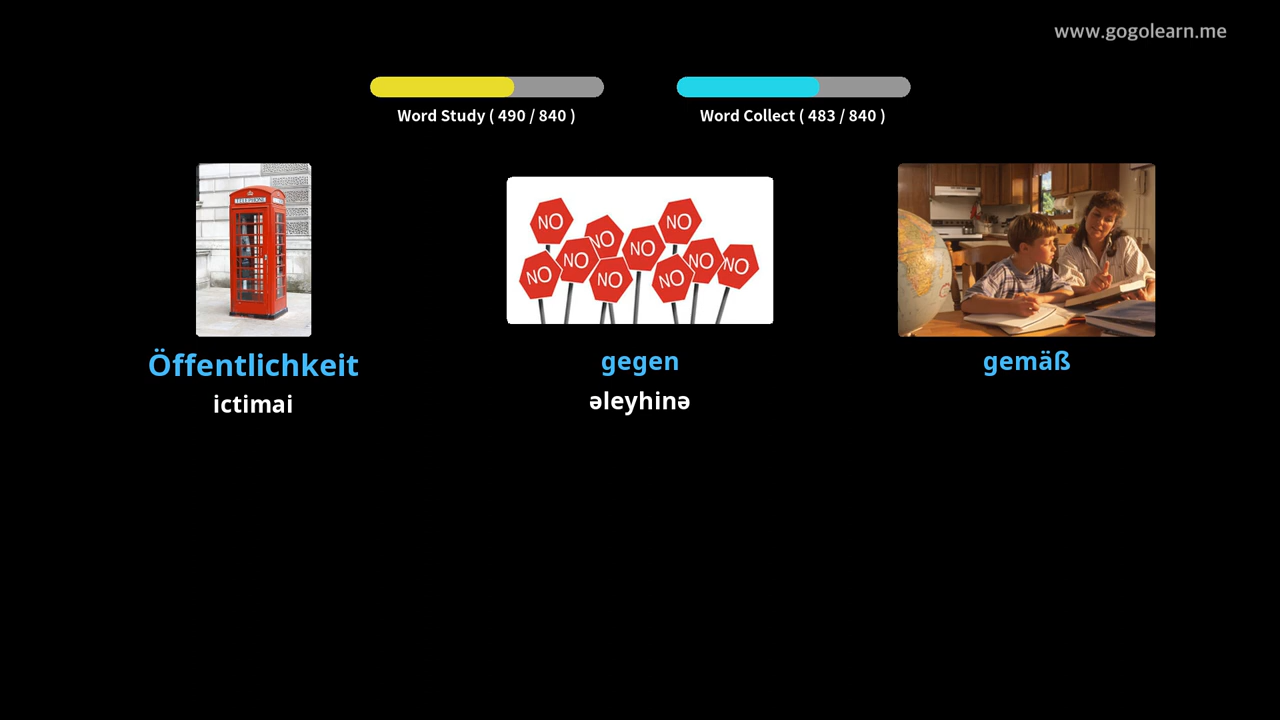 www.gogolearn.me
Word Study ( 490 / 840 )
Word Collect ( 483 / 840 )
TELEPHONE
NO
NO
NO
NO
NO
NO
NO
NO
NO
NO
Öffentlichkeit
gegen
gemäß
ictimai
əleyhinə